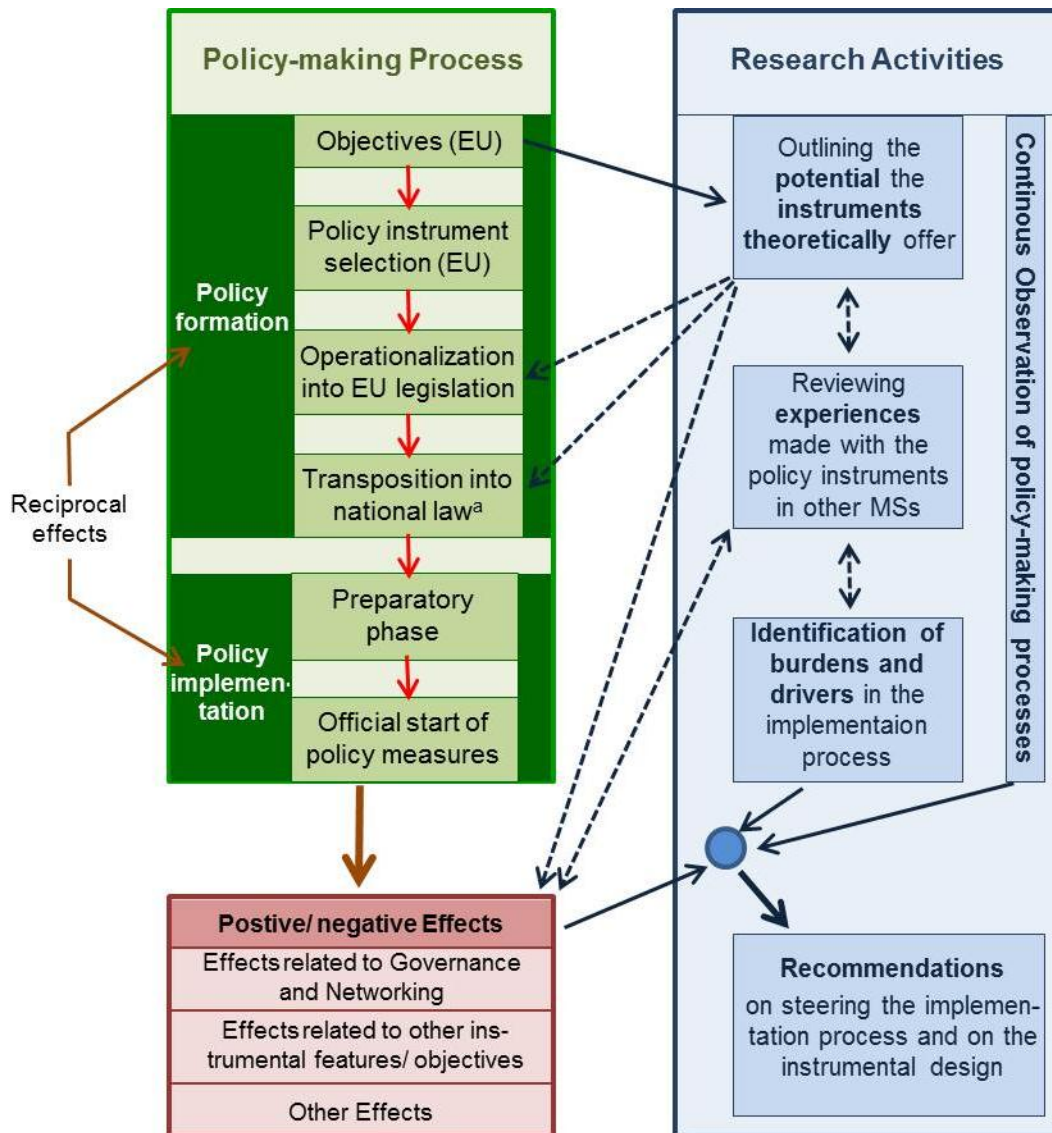 Policy-making Process
Objectives (EU)
Policy instrument
selection (EU)
Policy
formation
Operationalization
into EU legislation
Transposition into
national lawᵃ
Reciprocal
effects
Preparatory
phase
Policy
implemen-
tation
Official start of
policy measures
Postive/ negative Effects
Effects related to Governance
and Networking
Effects related to other ins-
trumental features/ objectives
Other Effects
Research Activities
Outlining the
potential the
instruments
theoretically offer
Reviewing
experiences
made with the
policy instruments
in other MSs
Identification of
burdens and
drivers in the
implementaion
process
Continous Observation of policy-making processes
Recommendations
on steering the implemen-
tation process and on the
instrumental design